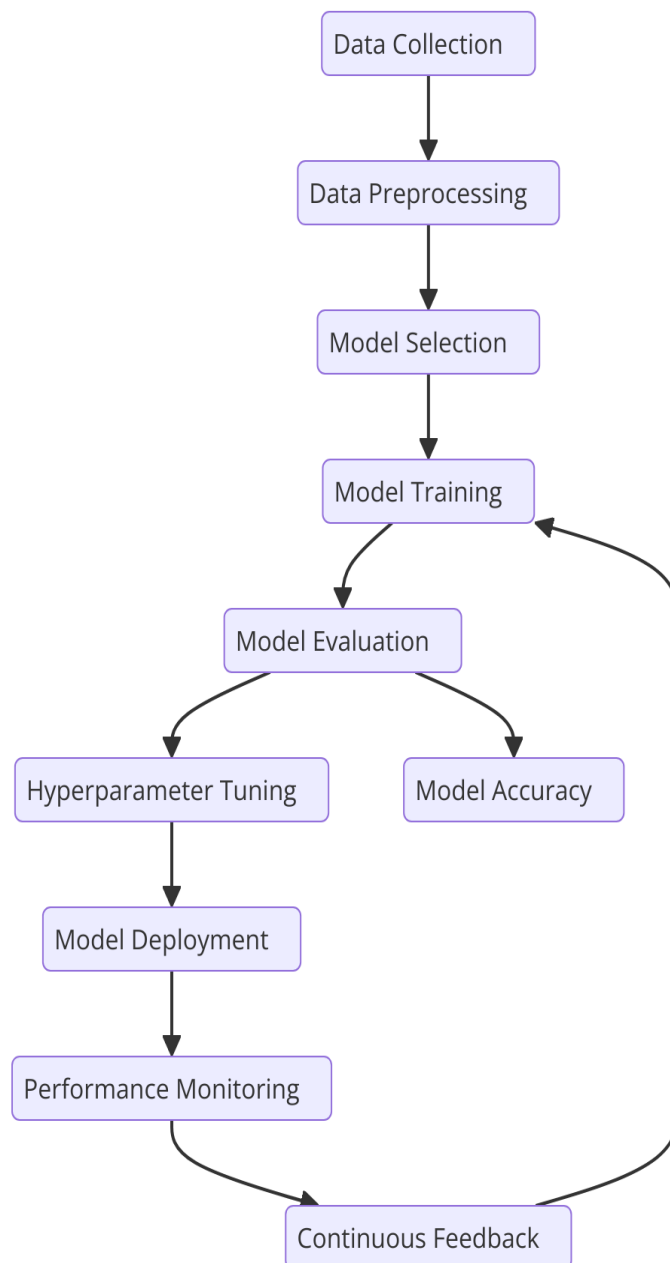 Data Collection
Data Preprocessing
Model Selection
Model Training
Model Evaluation
Hyperparameter Tuning
Model Accuracy
Model Deployment
Performance Monitoring
Continuous Feedback